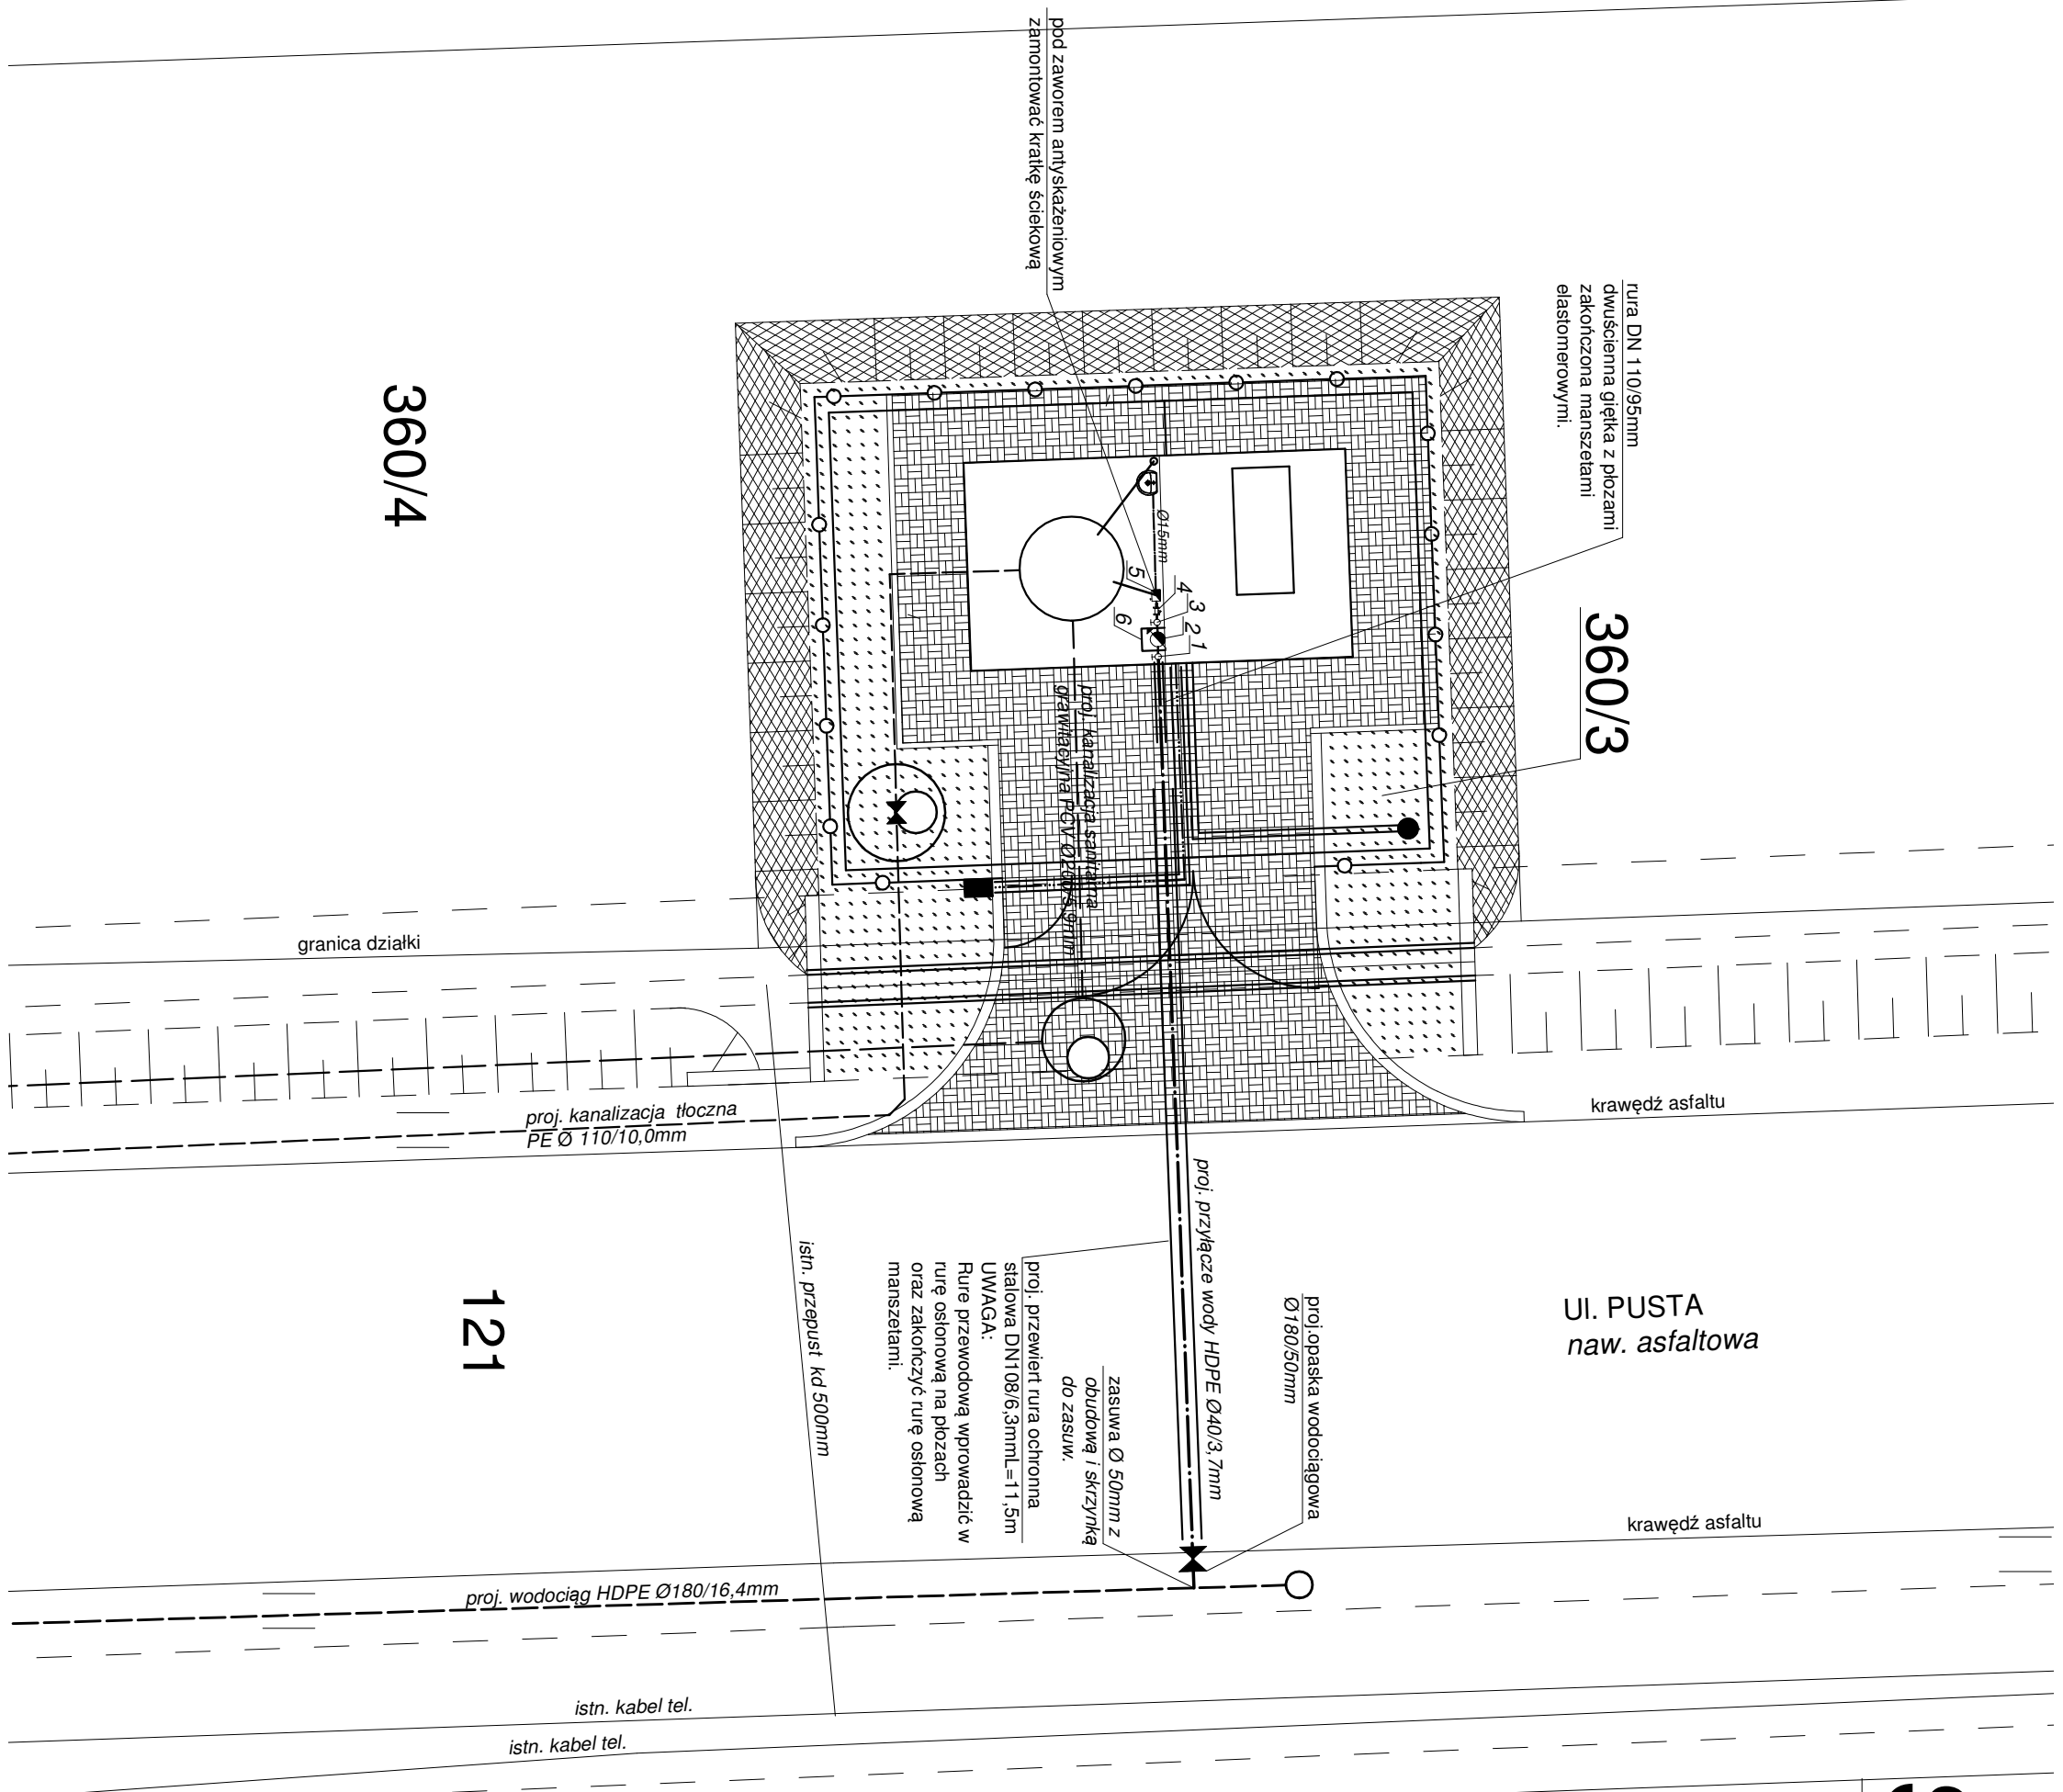 pod zaworem antyskażeniowym
zamontować kratkę ściekową
rura DN 110/95mm
dwuścienna giętka z płozami
zakończona manszetami
elastomerowymi.
360/4
360/3
Ø15mm
5
4
3
2
1
6
proj. kanalizacja sanitarna
grawitacyjna PCV Ø200/5,9mm
granica działki
proj. kanalizacja tłoczna
PE Ø 110/10,0mm
krawędź asfaltu
proj. przyłącze wody HDPE Ø40/3,7mm
istn. przepust kd 500mm
proj. przewiert rura ochronna
stalowa DN108/6,3mmL=11,5m
UWAGA:
Rure przewodową wprowadzić w
rurę osłonową na płozach
oraz zakończyć rurę osłonową
manszetami.
zasuwa Ø 50mm z
obudową i skrzynką
do zasuw.
proj.opaska wodociągowa
Ø180/50mm
121
Ul. PUSTA
naw. asfaltowa
krawędź asfaltu
proj. wodociąg HDPE Ø180/16,4mm
istn. kabel tel.
istn. kabel tel.